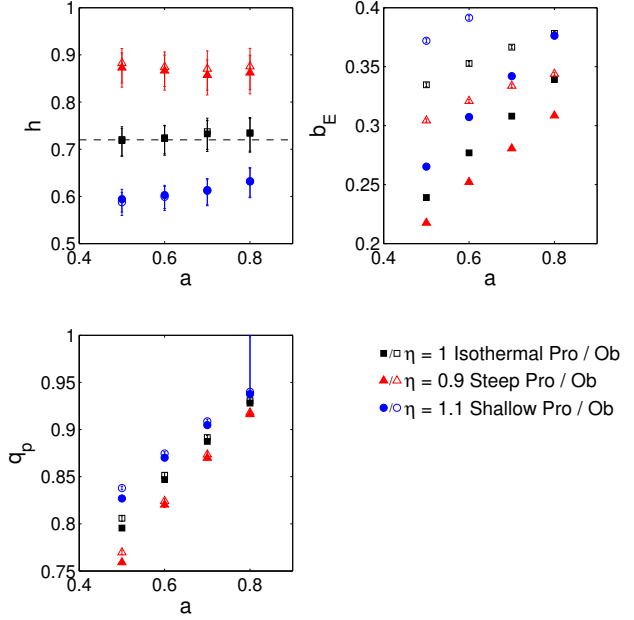 1
0.9
0.8
0.7
0.6
0.5
h
0.4 0.6 0.8
a
0.4
0.35
0.3
0.25
0.2
b_E
0.4 0.6 0.8
a
1
0.95
0.9
0.85
0.8
0.75
q_p
0.4 0.6 0.8
a
/ η = 1 Isothermal Pro / Ob
/ η = 0.9 Steep Pro / Ob
/ η = 1.1 Shallow Pro / Ob